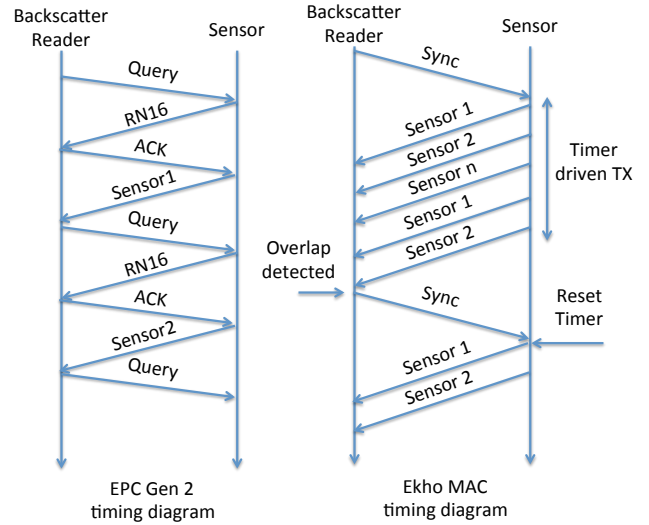 Backscatter
Reader
Sensor
Query
RN16
ACK
Sensor1
Query
RN16
ACK
Sensor2
Query
EPC Gen 2
timing diagram
Backscatter
Reader
Sensor
Sync
Sensor 1
Sensor 2
Sensor n
Sensor 1
Sensor 2
Timer
driven TX
Overlap
detected
Sync
Reset
Timer
Sensor 1
Sensor 2
Ekho MAC
timing diagram